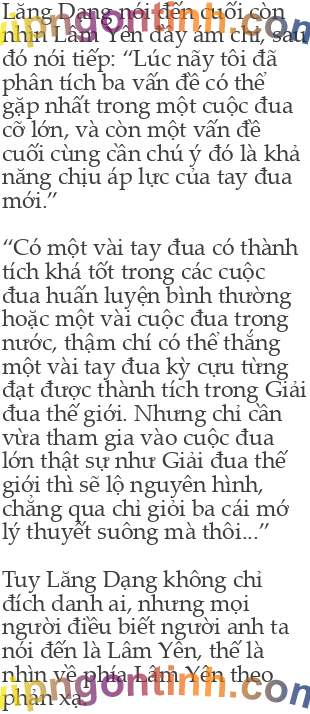 Lăng Dạng nói đến cuối còn
nhìn Lâm Yên đầy ám chỉ, sau
đó nói tiếp: “Lúc nãy tôi đã
phân tích ba vấn đề có thể
gặp nhất trong một cuộc đua
cỡ lớn, và còn một vấn đề
cuối cùng cần chú ý đó là khả
năng chịu áp lực của tay đua
mới.”
“Có một vài tay đua có thành
tích khá tốt trong các cuộc
đua huấn luyện bình thường
hoặc một vài cuộc đua trong
nước, thậm chí có thể thắng
một vài tay đua kỳ cựu từng
đạt được thành tích trong Giải
đua thế giới. Nhưng chỉ cần
vừa tham gia vào cuộc đua
lớn thật sự như Giải đua thế
giới thì sẽ lộ nguyên hình,
chẳng qua chỉ giỏi ba cái mớ
lý thuyết suông mà thôi...”
Tuy Lăng Dạng không chỉ
đích danh ai, nhưng mọi
người điều biết người anh ta
nói đến là Lâm Yên, thế là
nhìn về phía Lâm Yên theo
phản xạ.
vipngontinh.com
vipngontinh.com